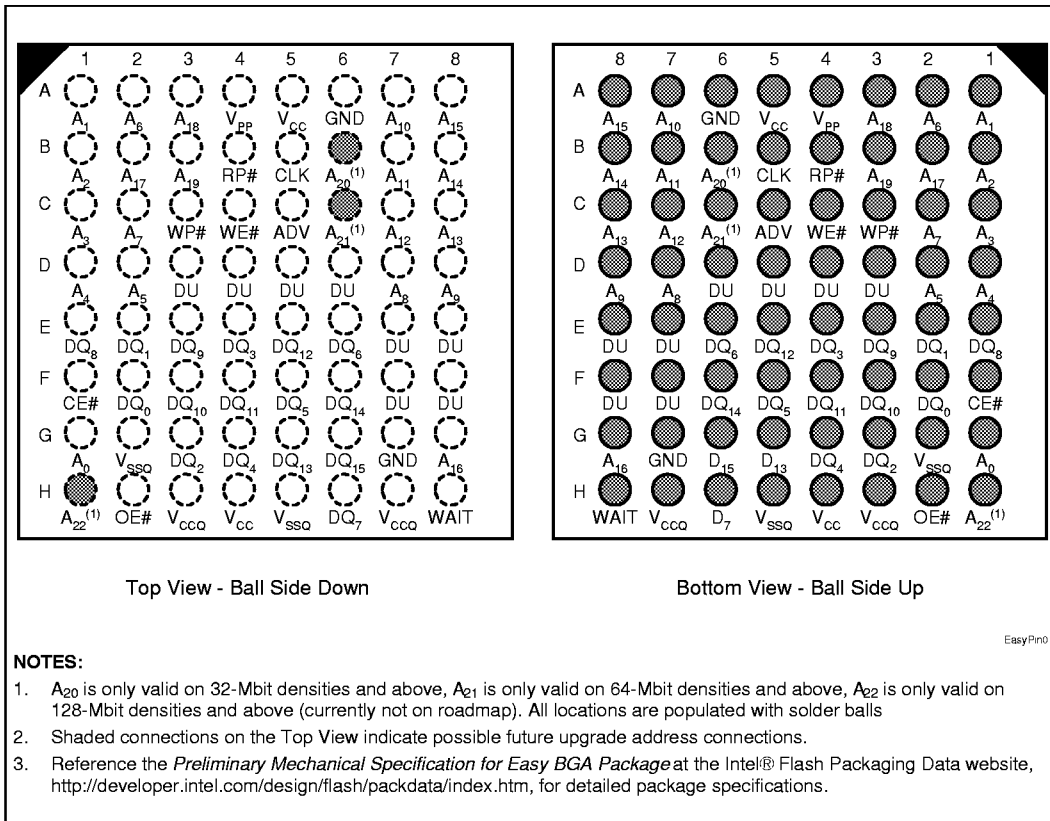 1 2 3 4 5 6 7 8
A
A1 A6 A18 VPP VCC GND A10 A15
B
A2 A17 A19 RP# CLK A20(1) A11 A14
C
A3 A7 WP# WE# ADV A21(1) A12 A13
D
A4 A5 DU DU DU DU A8 A9
E
DQ8 DQ1 DQ9 DQ3 DQ12 DQ6 DU DU
F
CE# DQ0 DQ10 DQ11 DQ5 DQ14 DU DU
G
A0 VSSQ DQ2 DQ4 DQ13 DQ15 GND A16
H
A22(1) OE# VCCQ VCC VSSQ DQ7 VCCQ WAIT
Top View - Ball Side Down
8 7 6 5 4 3 2 1
A
A15 A10 GND VCC VPP A18 A6 A1
B
A14 A11 A20(1) CLK RP# A19 A17 A2
C
A13 A12 A21(1) ADV WE# WP# A7 A3
D
A9 A8 DU DU DU DU A5 A4
E
DU DU DQ6 DQ12 DQ3 DQ9 DQ1 DQ8
F
DU DU DQ14 DQ5 DQ11 DQ10 DQ0 CE#
G
A16 GND D15 D13 DQ4 DQ2 VSSQ A0
H
WAIT VCCQ D7 VSSQ VCC VCCQ OE# A22(1)
Bottom View - Ball Side Up
EasyPin0
NOTES:
1. A20 is only valid on 32-Mbit densities and above, A21 is only valid on 64-Mbit densities and above, A22 is only valid on
128-Mbit densities and above (currently not on roadmap). All locations are populated with solder balls
2. Shaded connections on the Top View indicate possible future upgrade address connections.
3. Reference the Preliminary Mechanical Specification for Easy BGA Package at the Intel® Flash Packaging Data website,
http://developer.intel.com/design/flash/packdata/index.htm, for detailed package specifications.